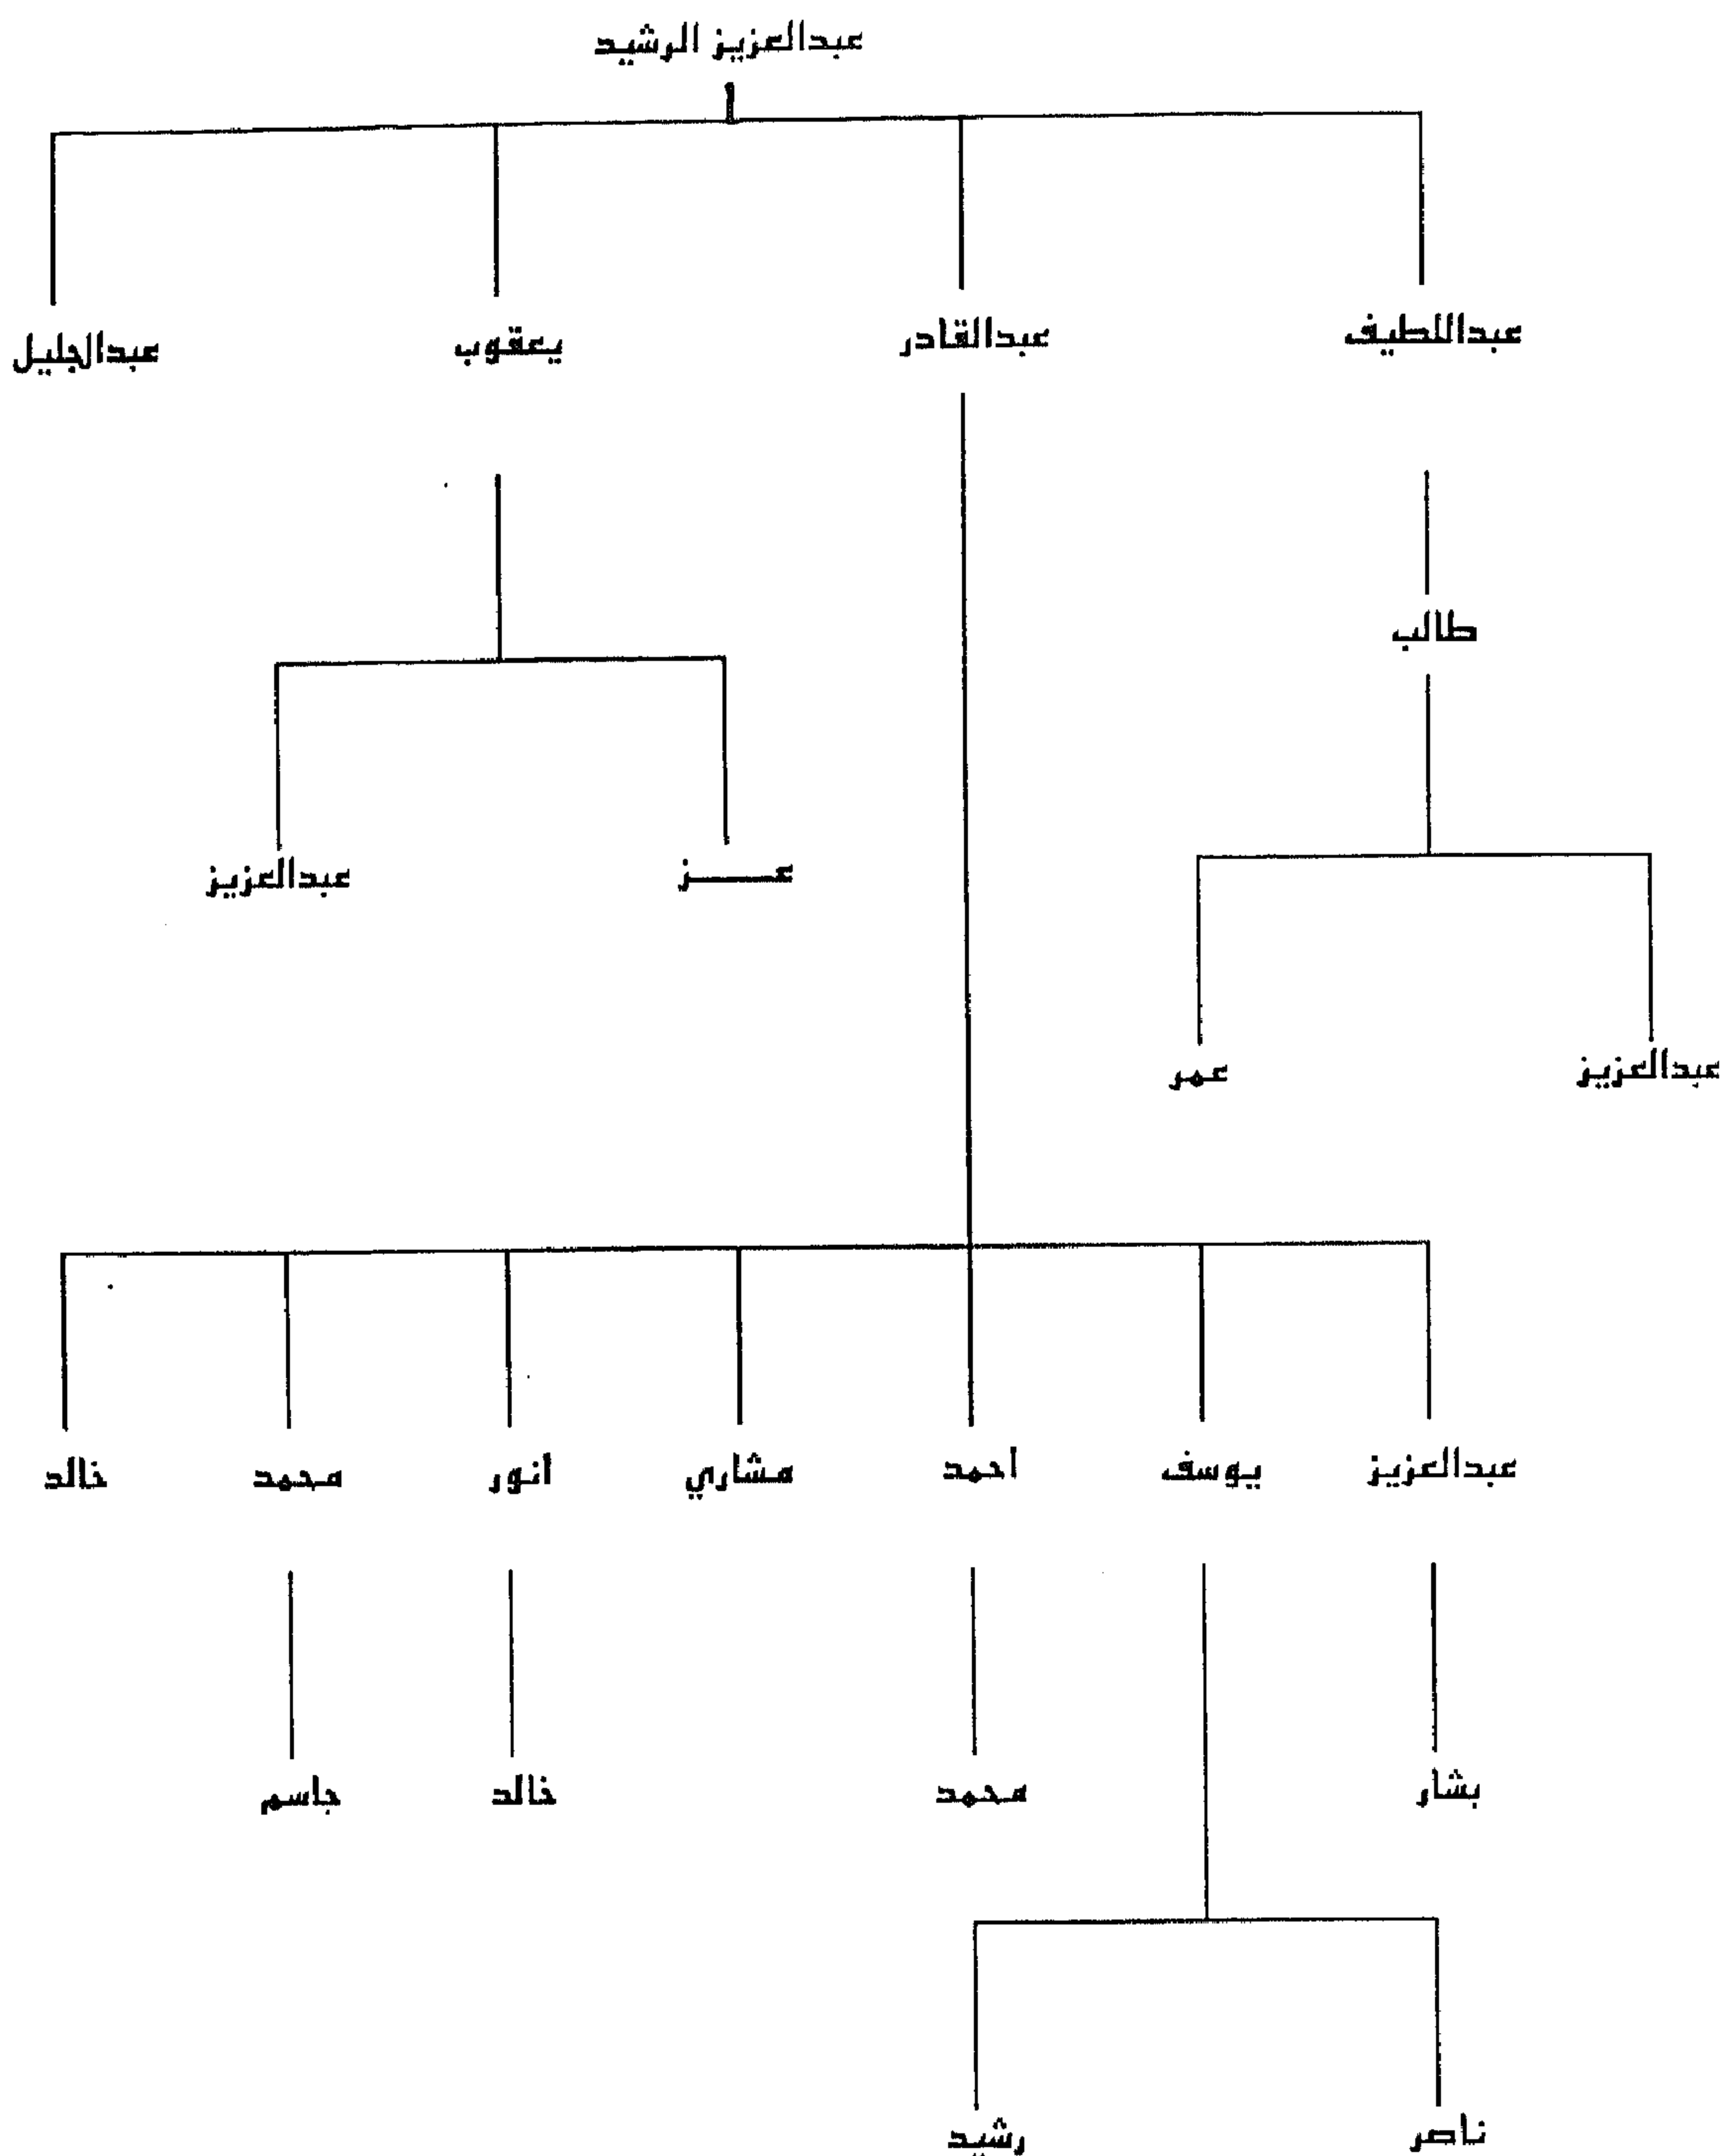 عبدالعزيز الرشيد
عبداللطيف عبدالقادر يعقوب عبدالجليل
طالب
عز عبدالعزيز
عبدالعزيز عمر
عبدالعزيز يوسف احمد مشاري انور محمد خالد
بشار محمد خالد جاسم
ناصر رشيد